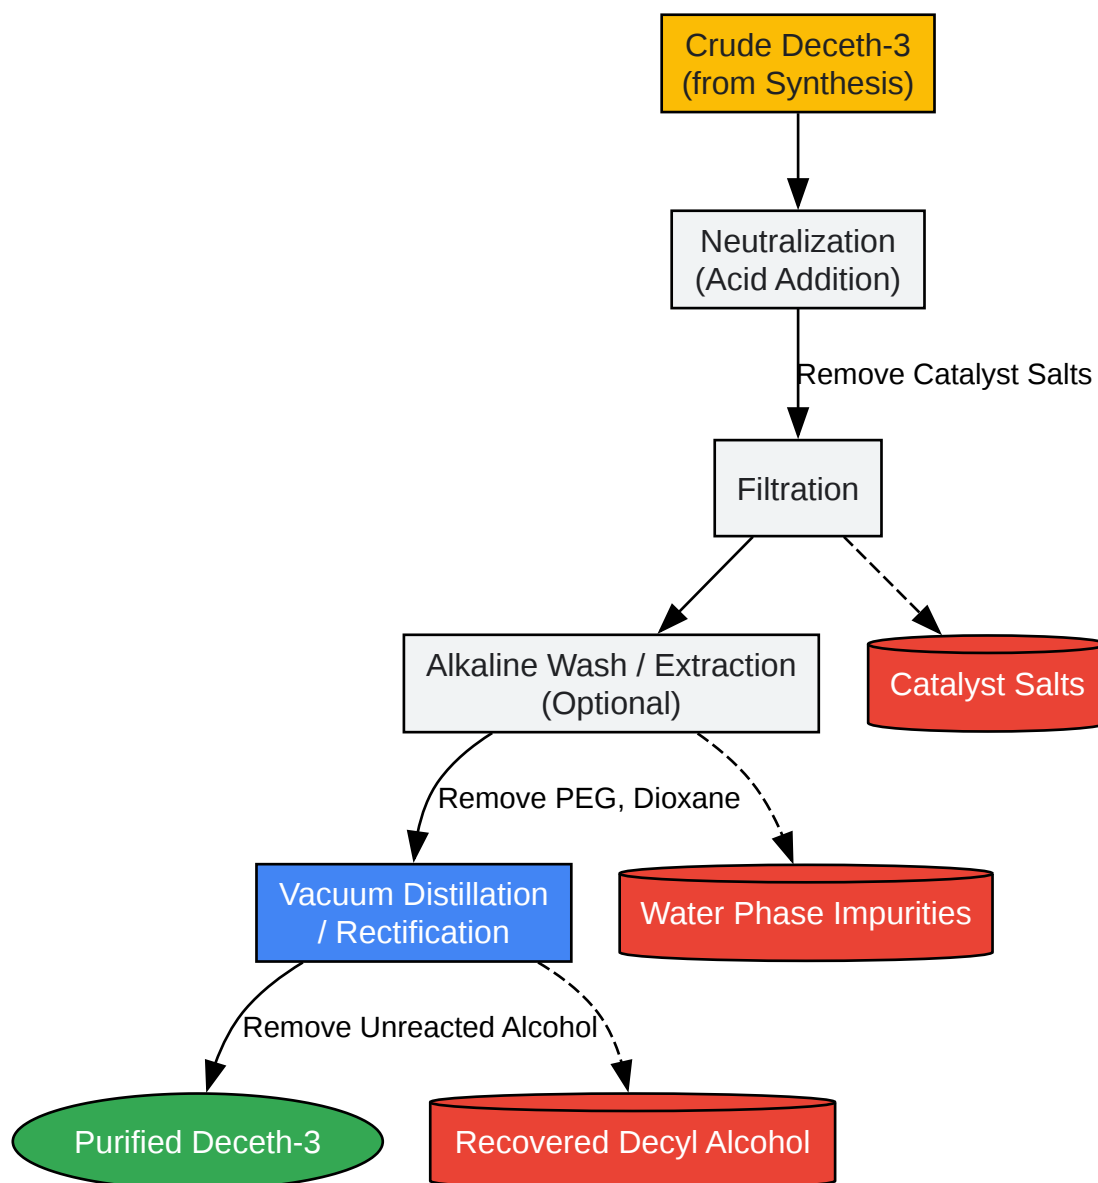 Crude Deceth-3
(from Synthesis)
Neutralization
(Acid Addition)
Remove Catalyst Salts
Filtration
Alkaline Wash / Extraction
(Optional)
Catalyst Salts
Remove PEG, Dioxane
Vacuum Distillation
/ Rectification
Water Phase Impurities
Remove Unreacted Alcohol
Purified Deceth-3
Recovered Decyl Alcohol